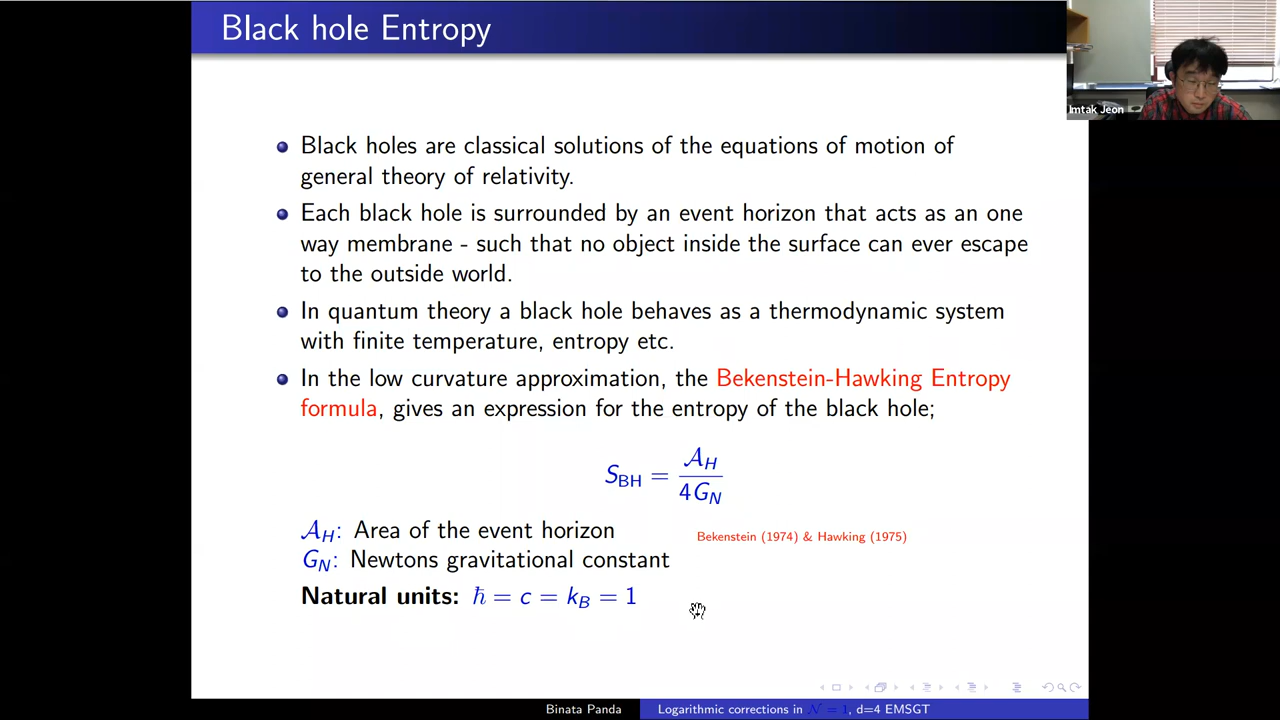 Black hole Entropy
Imtak Jeon
Black holes are classical solutions of the equations of motion of
general theory of relativity.
Each black hole is surrounded by an event horizon that acts as an one
way membrane - such that no object inside the surface can ever escape
to the outside world.
In quantum theory a black hole behaves as a thermodynamic system
with finite temperature, entropy etc.
In the low curvature approximation, the Bekenstein-Hawking Entropy
formula, gives an expression for the entropy of the black hole;
S_BH = 𝒜_H / 4G_N
𝒜_H: Area of the event horizon
Bekenstein (1974) & Hawking (1975)
G_N: Newtons gravitational constant
Natural units: ℏ = c = k_B = 1
Binata Panda
Logarithmic corrections in 𝒩 = 1, d=4 EMSGT